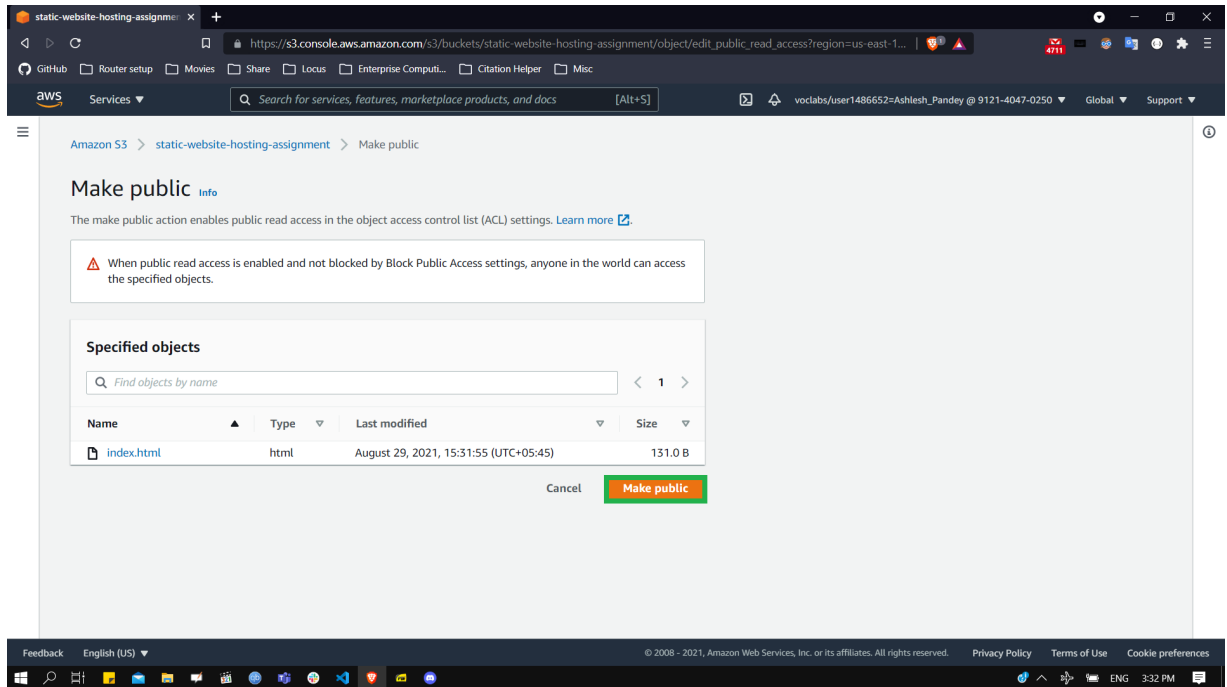 static-website-hosting-assignmen
https://s3.console.aws.amazon.com/s3/buckets/static-website-hosting-assignment/object/edit_public_read_access?region=us-east-1...
4711
GitHub Router setup Movies Share Locus Enterprise Computi... Citation Helper Misc
aws Services Search for services, features, marketplace products, and docs [Alt+S] voclabs/user1486652=Ashlesh_Pandey @ 9121-4047-0250 Global Support
Amazon S3 > static-website-hosting-assignment > Make public
Make public Info
The make public action enables public read access in the object access control list (ACL) settings. Learn more.
When public read access is enabled and not blocked by Block Public Access settings, anyone in the world can access
the specified objects.
Specified objects
Find objects by name
1
Name Type Last modified Size
index.html html August 29, 2021, 15:31:55 (UTC+05:45) 131.0 B
Cancel Make public
Feedback English (US) © 2008 - 2021, Amazon Web Services, Inc. or its affiliates. All rights reserved. Privacy Policy Terms of Use Cookie preferences
ENG 3:32 PM